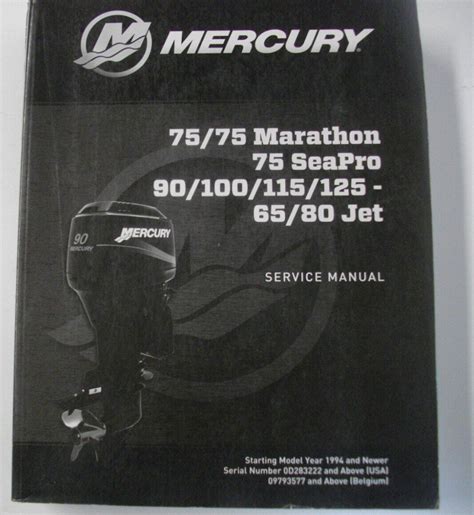 MERCURY
75/75 Marathon
75 SeaPro
90/100/115/125 -
65/80 Jet
SERVICE MANUAL
90
MERCURY
MERCURY
Starting Model Year 1994 and Newer
Serial Number 0D283222 and Above (USA)
09793577 and Above (Belgium)